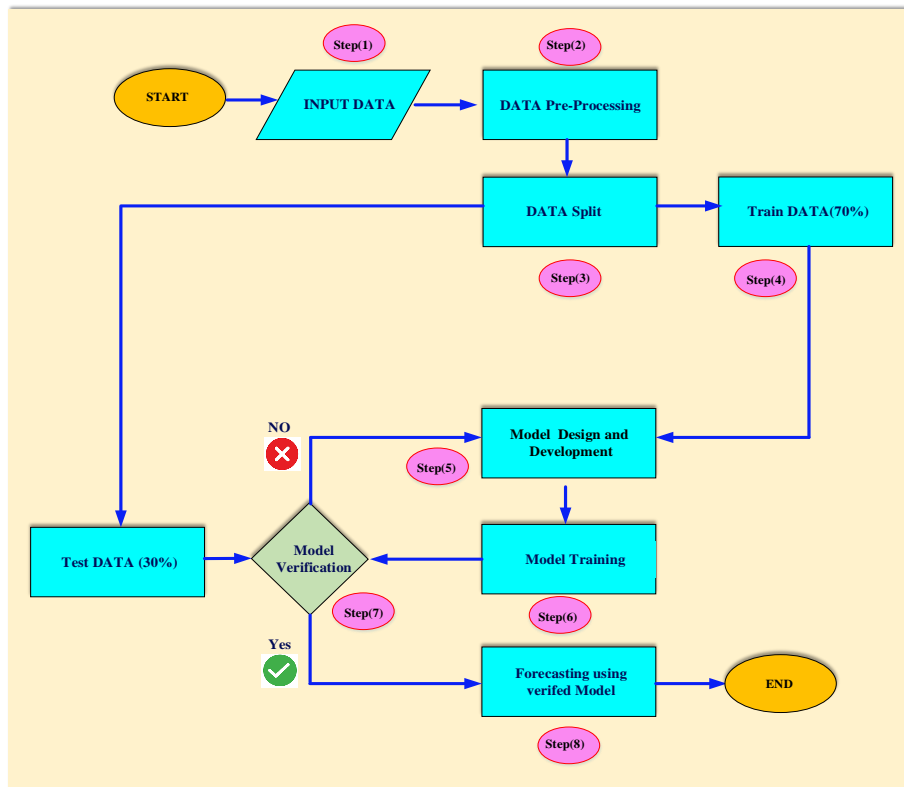 Step(1)
Step(2)
START
INPUT DATA
DATA Pre-Processing
DATA Split
Train DATA(70%)
Step(3)
Step(4)
NO
Model Design and
Development
Step(5)
Test DATA (30%)
Model
Verification
Model Training
Step(7)
Step(6)
Yes
Forecasting using
verifed Model
END
Step(8)